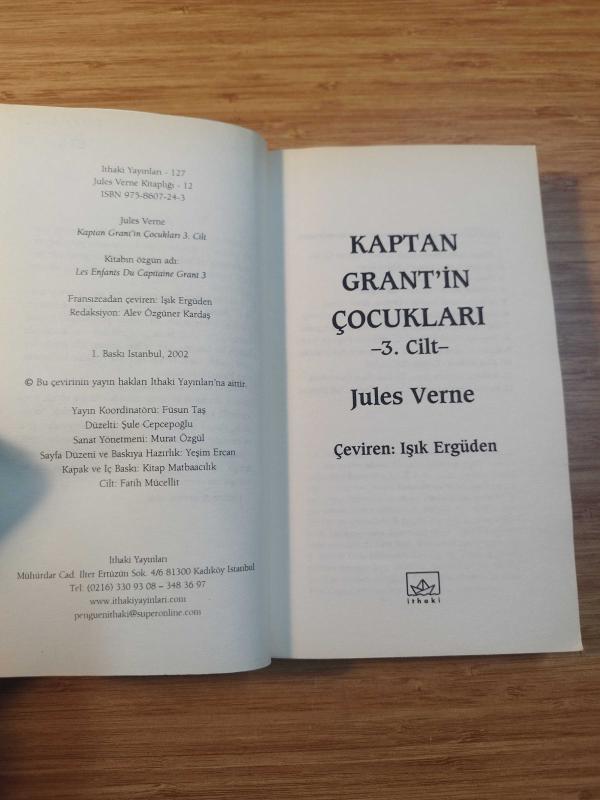 Ithaki Yayınları - 127
Jules Verne Kitaplığı - 12
ISBN 975-8607-24-3
Jules Verne
Kaptan Grant'in Çocukları 3. Cilt
Kitabın özgün adı:
Les Enfants Du Capitaine Grant 3
Fransızcadan çeviren: Işık Ergüden
Redaksiyon: Alev Özgüner Kardaş
1. Baskı Istanbul, 2002
© Bu çevirinin yayın hakları Ithaki Yayınları'na aittir.
Yayın Koordinatörü: Füsun Taş
Düzelti: Şule Cepcepoğlu
Sanat Yönetmeni: Murat Özgül
Sayfa Düzeni ve Baskıya Hazırlık: Yeşim Ercan
Kapak ve İç Baskı: Kitap Matbaacılık
Cilt: Fatih Mücellit
Ithaki Yayınları
Mühürdar Cad. Ilter Ertüzün Sok. 4/6 81300 Kadıköy Istanbul
Tel: (0216) 330 93 08 – 348 36 97
www.ithakiyayinlari.com
penguenithaki@superonline.com
KAPTAN
GRANT'İN
ÇOCUKLARI
–3. Cilt–
Jules Verne
Çeviren: Işık Ergüden
ithaki